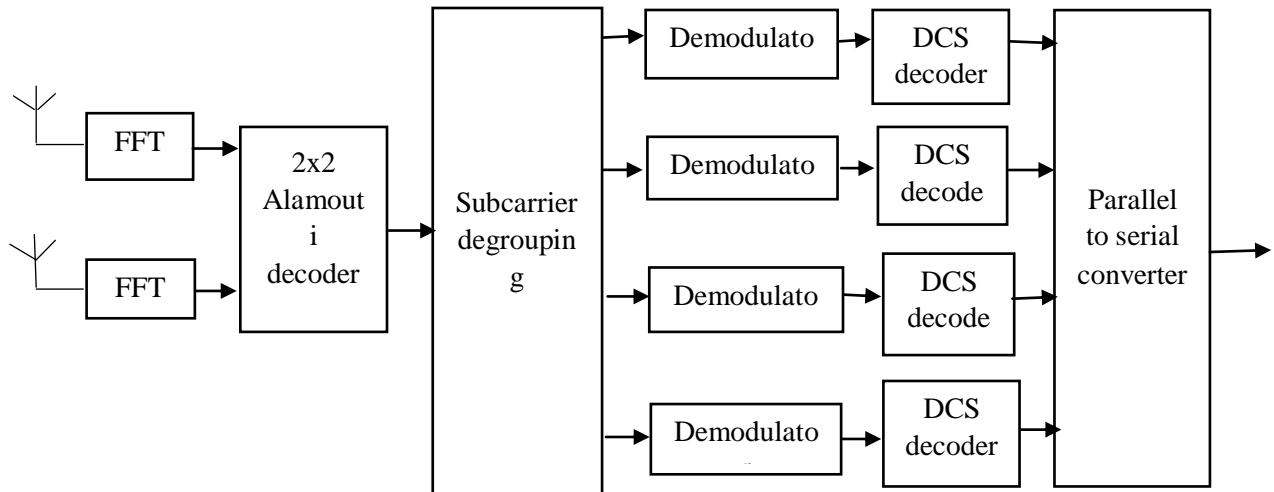 FFT
FFT
2x2
Alamout
i
decoder
Subcarrier
degroupin
g
Demodulato
DCS
decoder
Demodulato
DCS
decode
Demodulato
DCS
decode
Demodulato
DCS
decoder
Parallel
to serial
converter